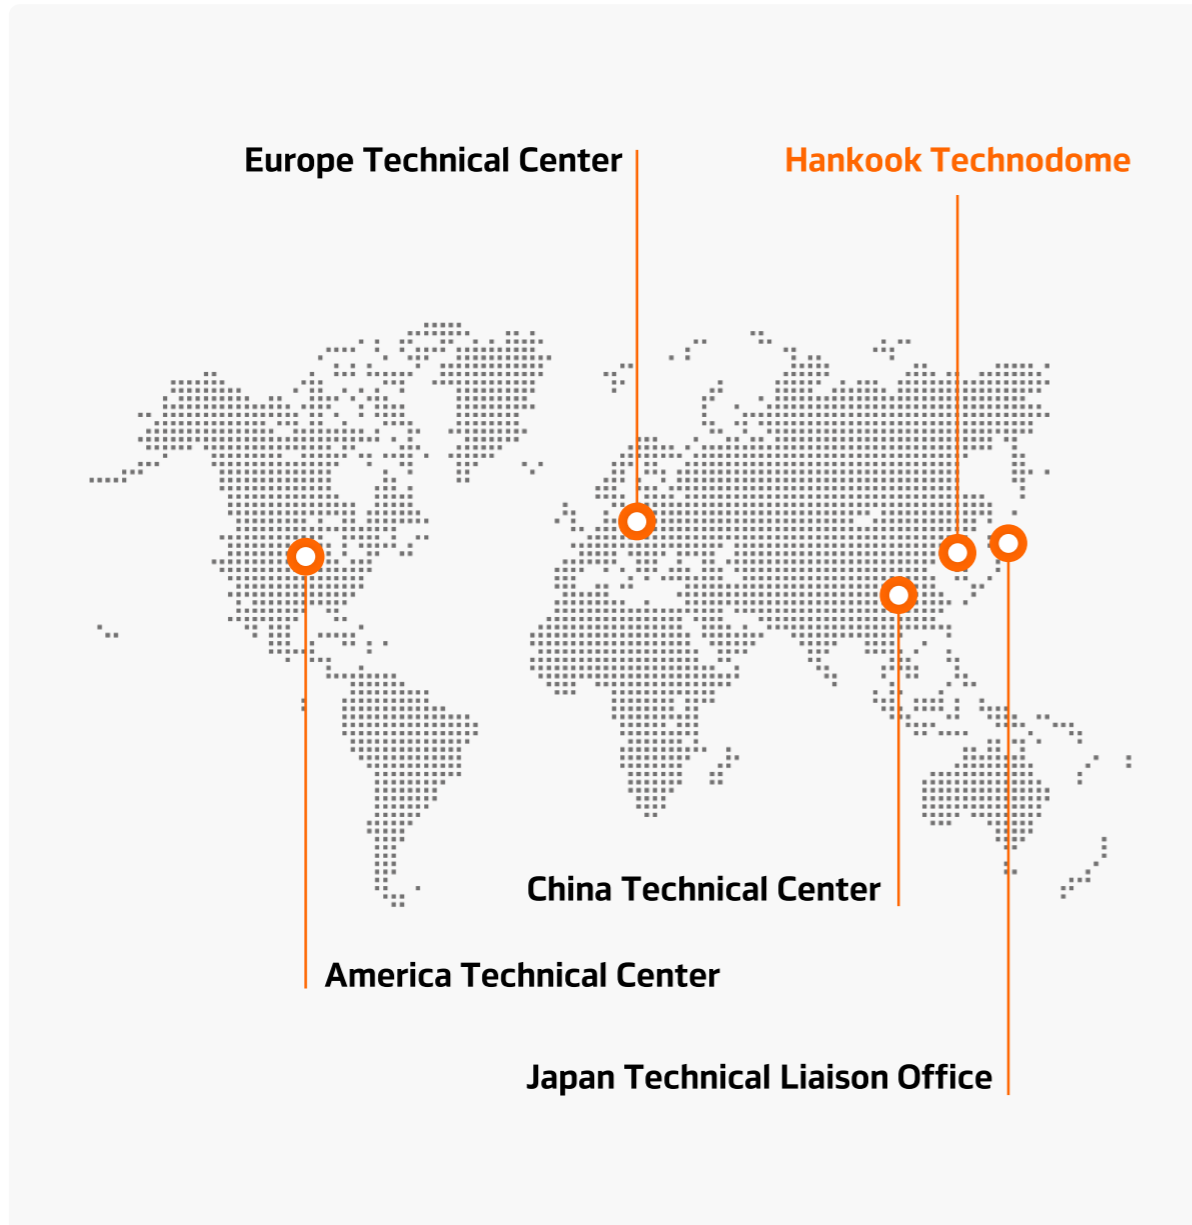 Europe Technical Center
Hankook Technodome
China Technical Center
America Technical Center
Japan Technical Liaison Office